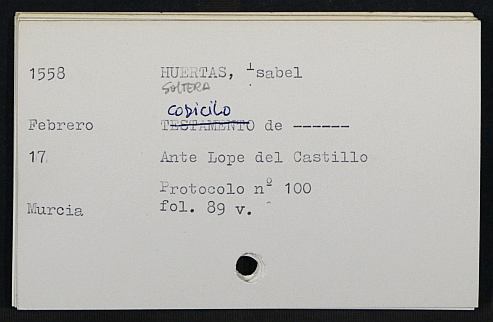 1558 HUERTAS, Isabel
SOLTERA
codicilo
Febrero TESTAMENTO de ------
17 Ante Lope del Castillo
Protocolo nº 100
Murcia fol. 89 v.